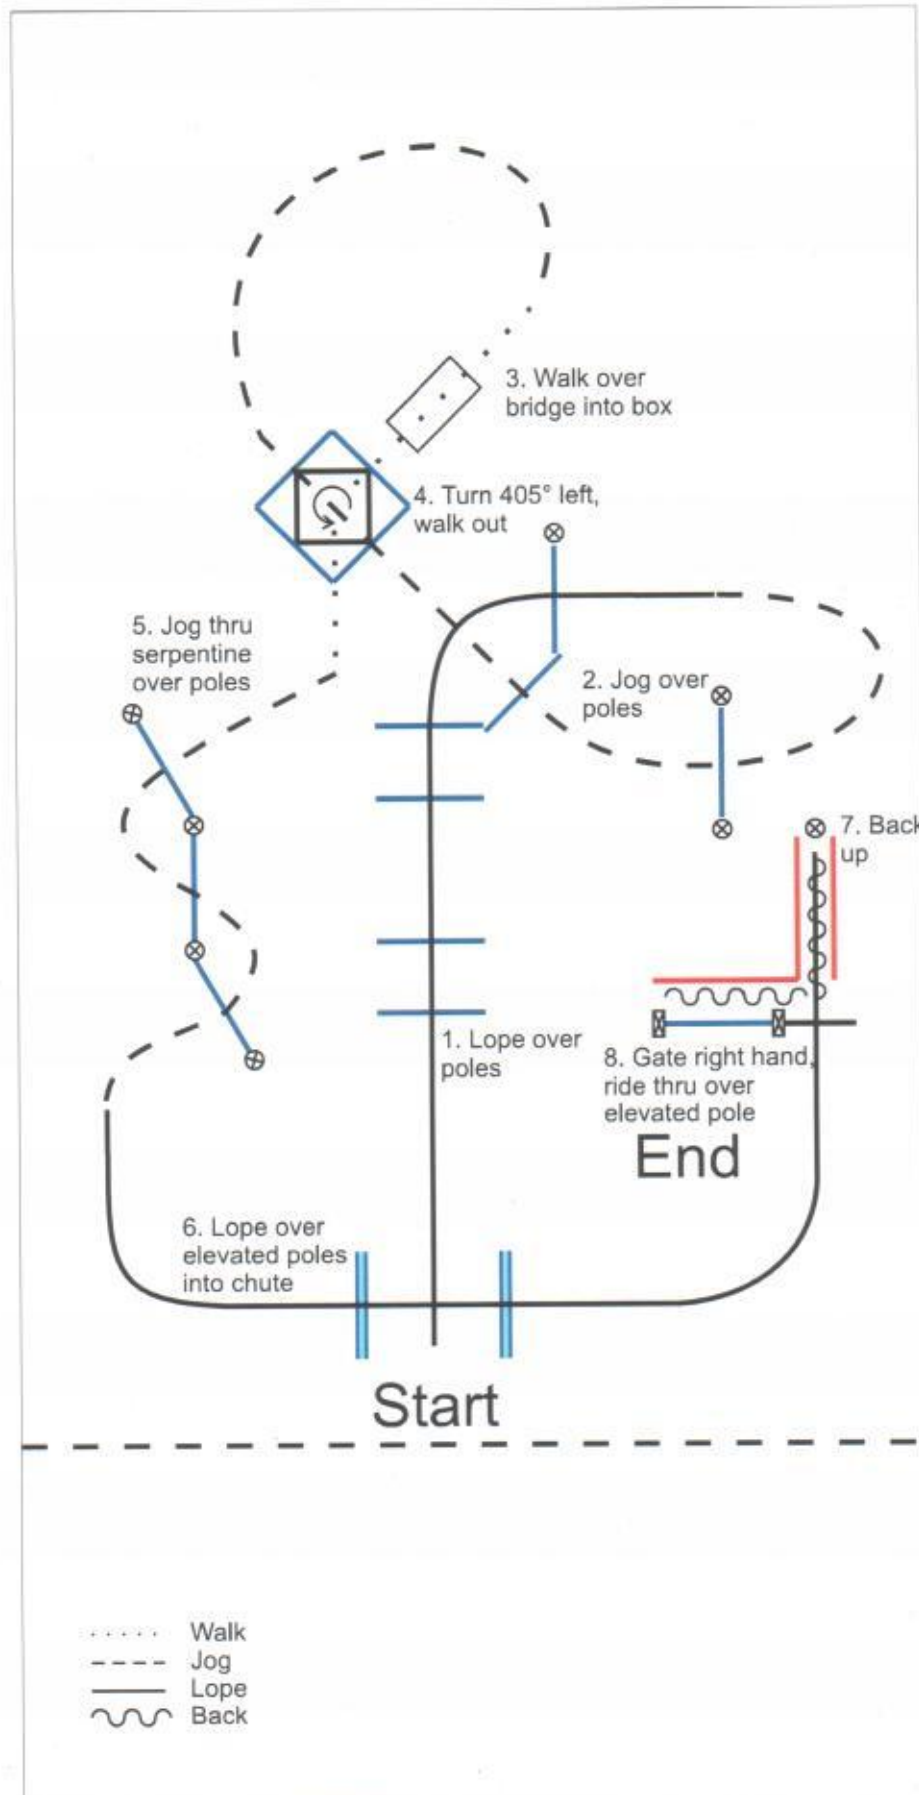 3. Walk over
bridge into box
4. Turn 405° left,
walk out
5. Jog thru
serpentine
over poles
2. Jog over
poles
7. Back
up
1. Lope over
poles
8. Gate right hand,
ride thru over
elevated pole
End
6. Lope over
elevated poles
into chute
Start
Walk
Jog
Lope
Back